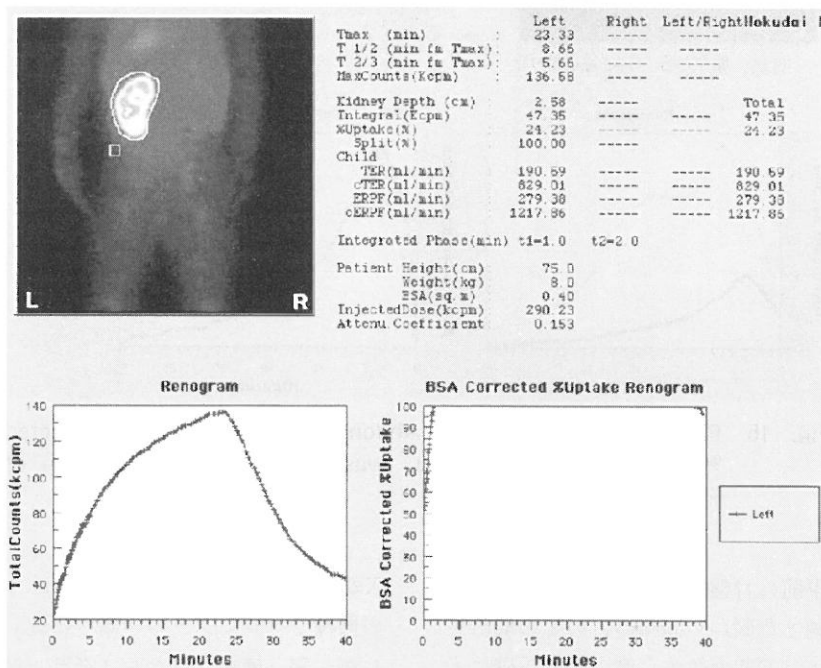 Left Right Left/Right Hokudai
Tmax (min) : 23.33 ----- -----
T 1/2 (min fm Tmax): 8.66 ----- -----
T 2/3 (min fm Tmax): 5.66 ----- -----
MaxCounts(Kcpm) : 136.58 ----- -----
Kidney Depth (cm) : 2.58 ----- Total
Integral(Kcpm) : 47.35 ----- ----- 47.35
%Uptake(%) : 24.23 ----- ----- 24.23
Split(%) : 100.00 -----
Child
TER(ml/min) : 190.69 ----- ----- 190.69
cTER(ml/min) : 829.01 ----- ----- 829.01
ERPF(ml/min) : 279.38 ----- ----- 279.38
cERPF(ml/min) : 1217.86 ----- ----- 1217.86
Integrated Phase(min) t1=1.0 t2=2.0
Patient Height(cm) : 75.0
Weight(kg) : 8.0
BSA(sq.m) : 0.40
InjectedDose(kcpm) : 290.23
Attenu.Coefficient : 0.153
L R
Renogram
TotalCounts(kcpm)
140
120
100
80
60
40
20
0 5 10 15 20 25 30 35 40
Minutes
BSA Corrected %Uptake Renogram
BSA Corrected %Uptake
100
90
80
70
60
50
40
30
20
10
0
0 5 10 15 20 25 30 35 40
Minutes
Left